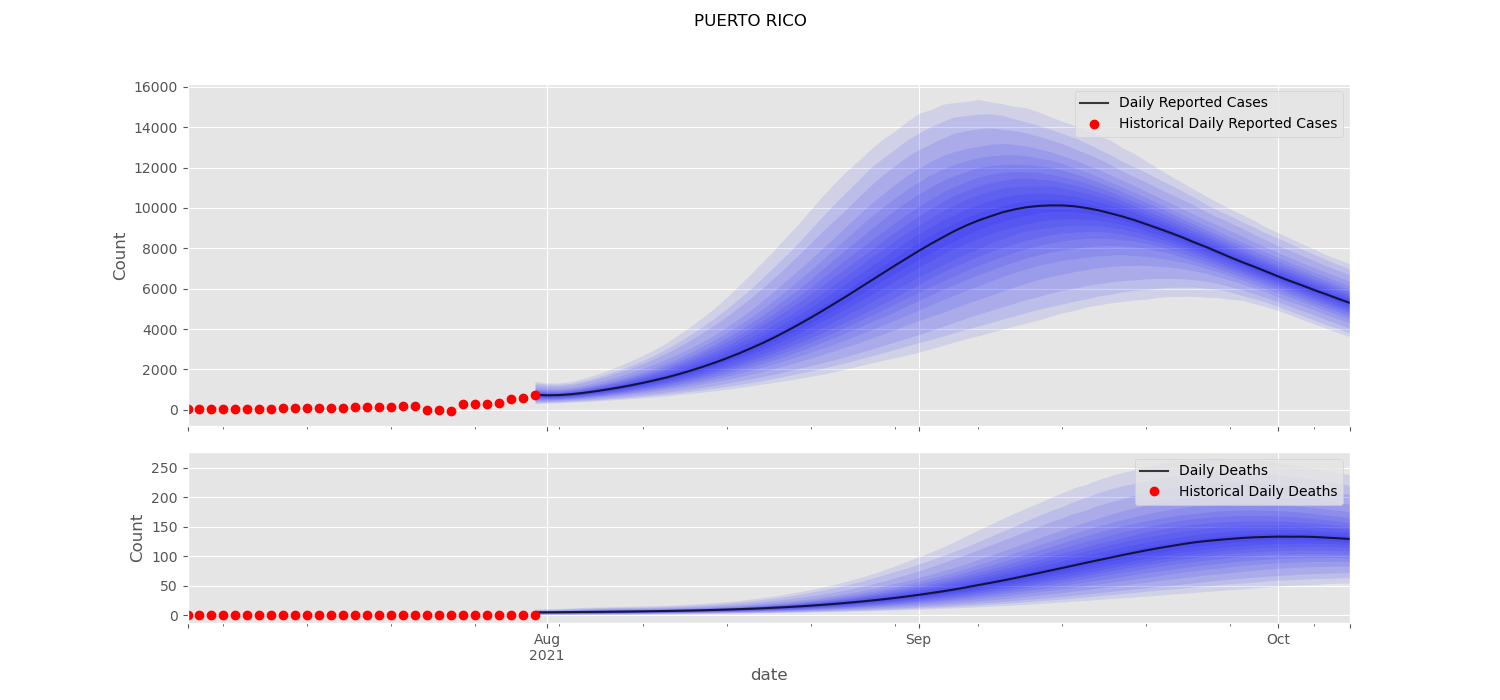 PUERTO RICO
16000
14000
12000
10000
8000
6000
4000
2000
0
Count
Daily Reported Cases
Historical Daily Reported Cases
250
200
150
100
50
0
Count
Daily Deaths
Historical Daily Deaths
Aug
2021
Sep
Oct
date